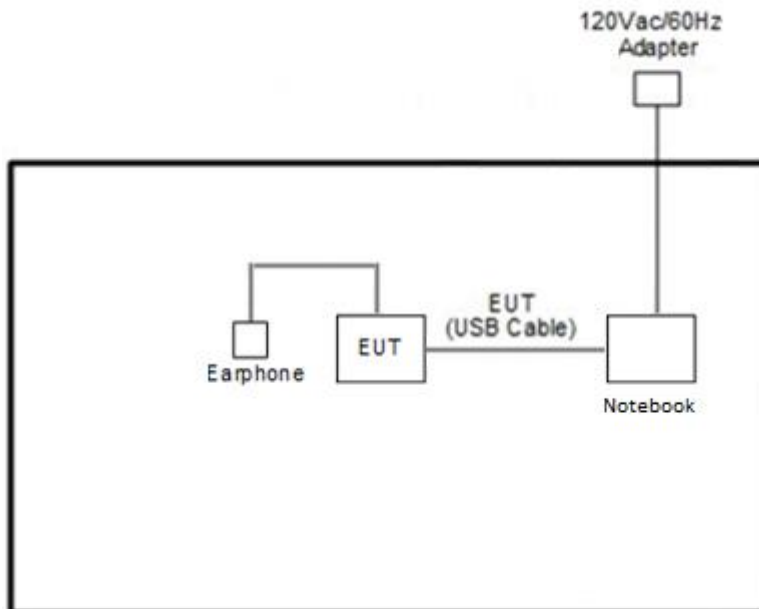 120Vac/60Hz
Adapter
EUT
(USB Cable)
EUT
Earphone
Notebook